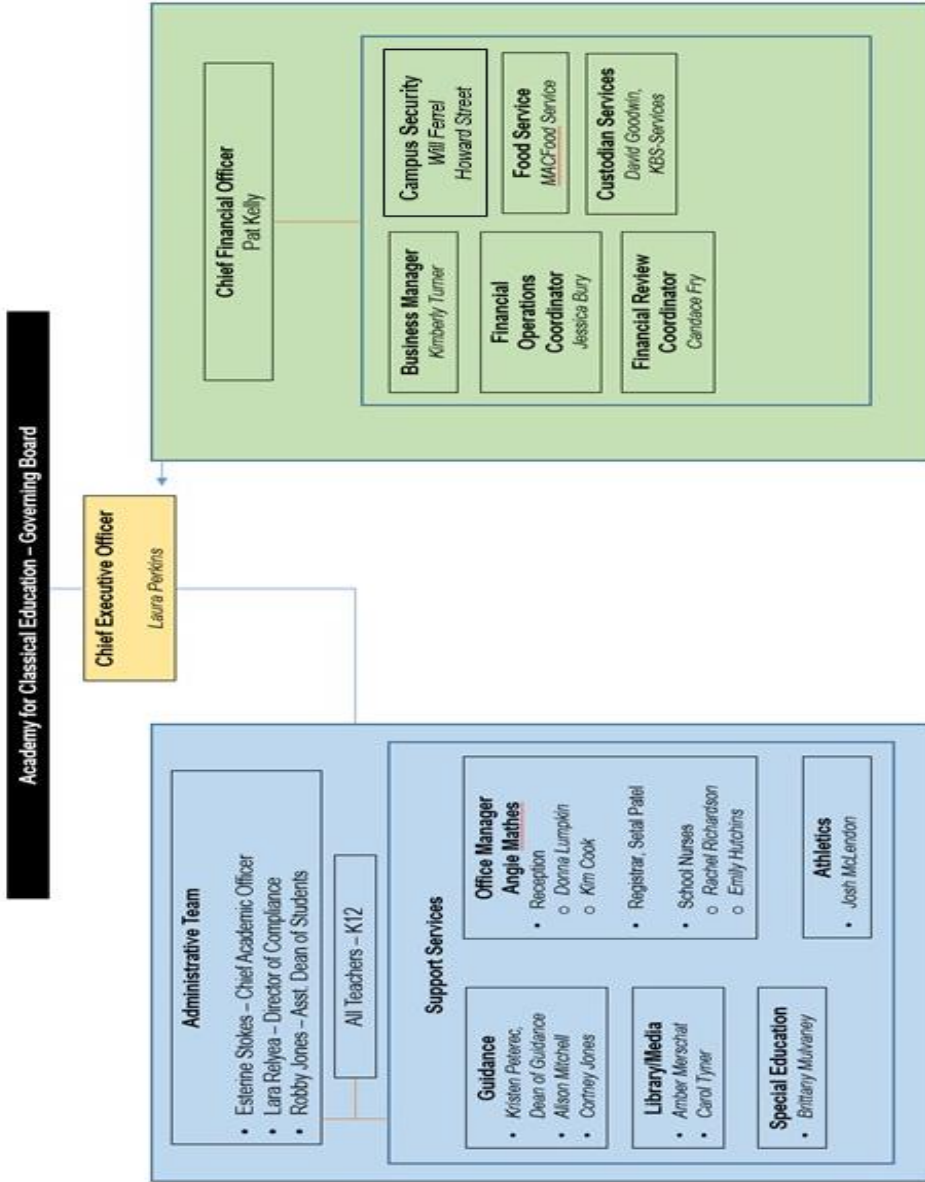 Academy for Classical Education – Governing Board
Chief Executive Officer
Laura Perkins
Administrative Team
• Esterine Stokes – Chief Academic Officer
• Lara Relyea – Director of Compliance
• Robby Jones – Asst. Dean of Students
All Teachers – K12
Support Services
Guidance
• Kristen Peterec,
Dean of Guidance
• Alison Mitchell
• Cortney Jones
Library/Media
• Amber Merschat
• Carol Tyner
Special Education
• Brittany Mulvaney
Office Manager
Angie Mathes
• Reception
o Donna Lumpkin
o Kim Cook
• Registrar, Setal Patel
• School Nurses
o Rachel Richardson
o Emily Hutchins
Athletics
• Josh McLendon
Chief Financial Officer
Pat Kelly
Business Manager
Kimberly Turner
Financial
Operations
Coordinator
Jessica Bury
Financial Review
Coordinator
Candace Fry
Campus Security
Will Ferrel
Howard Street
Food Service
MACFood Service
Custodian Services
David Goodwin,
KBS-Services